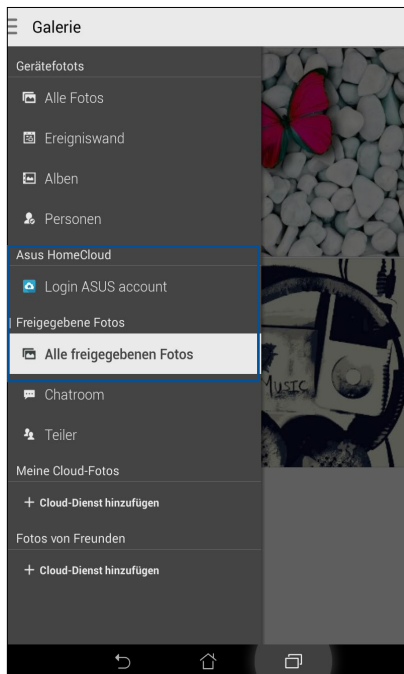 Galerie
Gerätefotots
Alle Fotos
Ereigniswand
Alben
Personen
Asus HomeCloud
Login ASUS account
Freigegebene Fotos
Alle freigegebenen Fotos
Chatroom
Teiler
Meine Cloud-Fotos
+ Cloud-Dienst hinzufügen
Fotos von Freunden
+ Cloud-Dienst hinzufügen
MUSIC